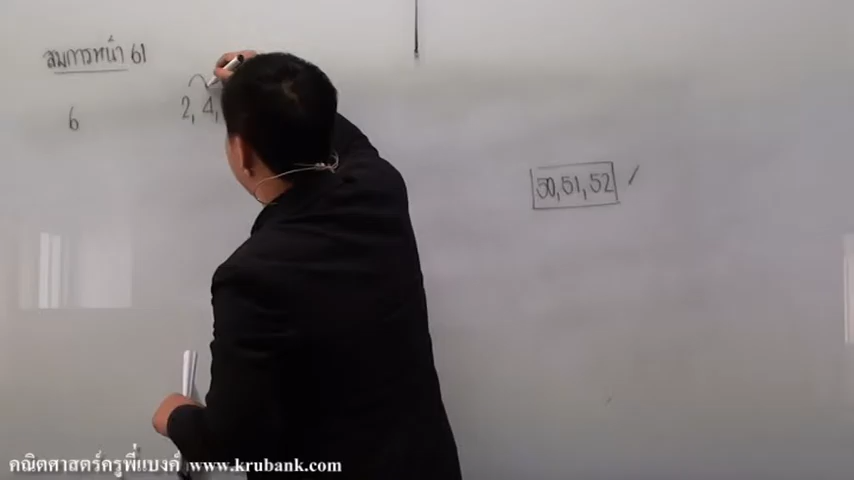 สมการหน้า 61
6
2, 4,
50, 51, 52 ✓
คณิตศาสตร์ครูพี่แบงค์ www.krubank.com